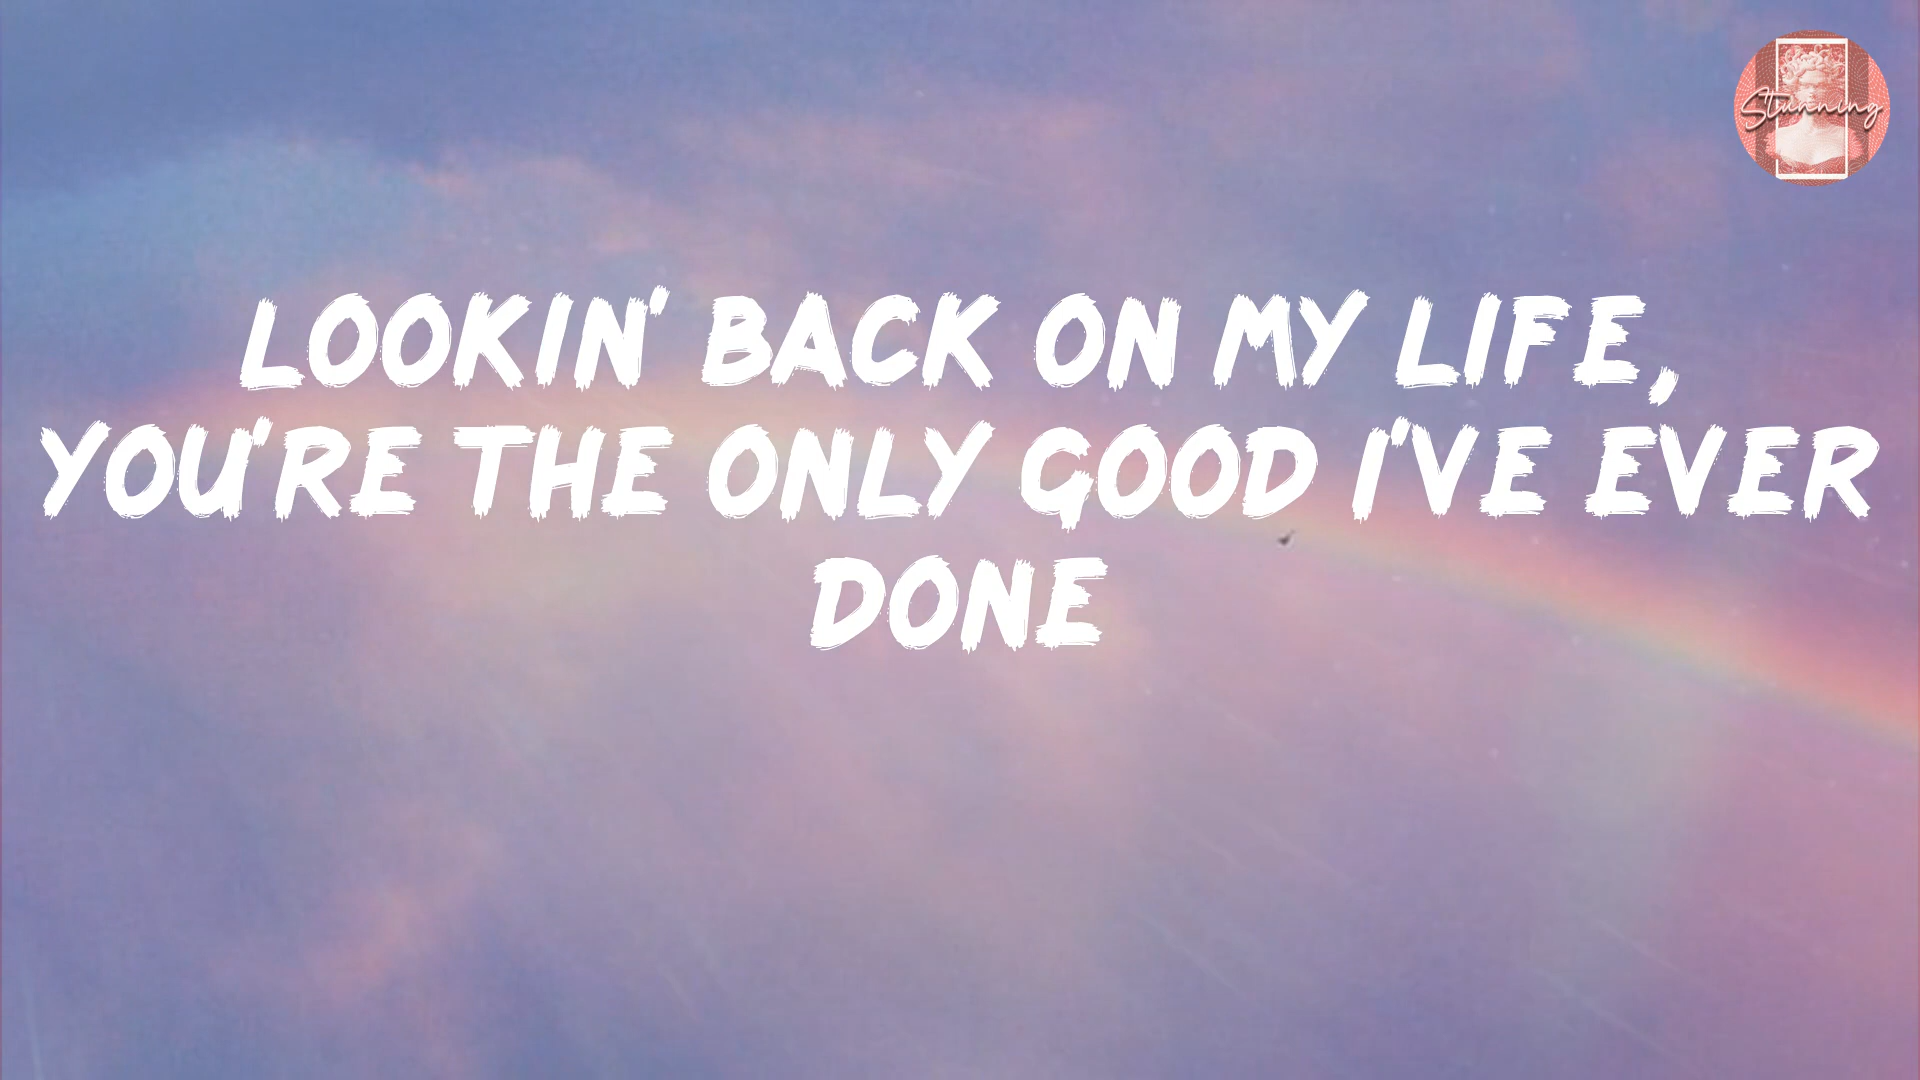 Stunning
LOOKIN' BACK ON MY LIFE,
YOU'RE THE ONLY GOOD I'VE EVER
DONE